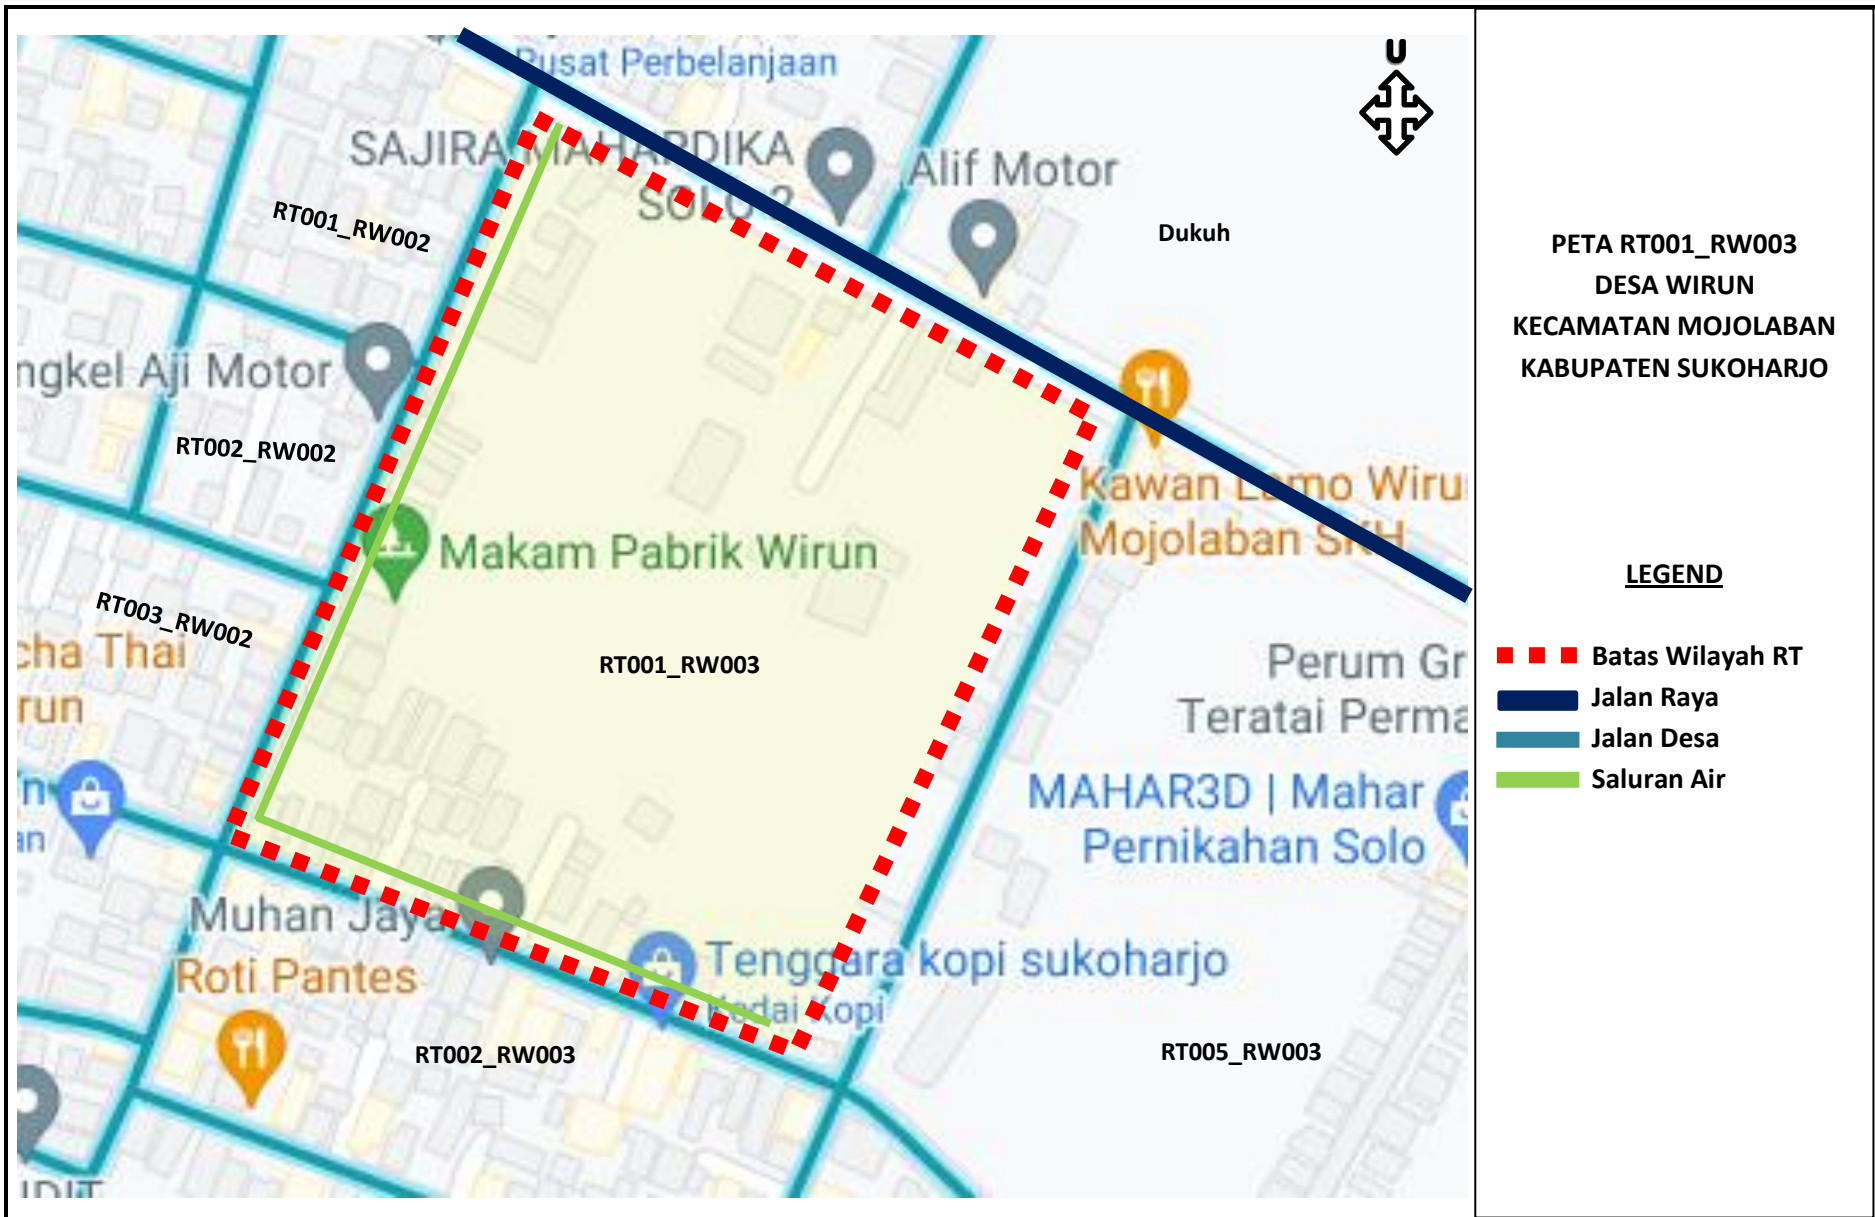 Pusat Perbelanjaan
U
SAJIRA MAHARDIKA
SOLO 2
Alif Motor
RT001_RW002
Dukuh
ngkel Aji Motor
RT002_RW002
Kawan Lamo Wiru
Mojolaban SKH
Makam Pabrik Wirun
RT003_RW002
cha Thai
run
RT001_RW003
Perum Gr
Teratai Perma
n
an
MAHAR3D | Mahar
Pernikahan Solo
Muhan Jaya
Roti Pantes
Tenggara kopi sukoharjo
Kedai Kopi
RT002_RW003
RT005_RW003
PETA RT001_RW003
DESA WIRUN
KECAMATAN MOJOLABAN
KABUPATEN SUKOHARJO
LEGEND
Batas Wilayah RT
Jalan Raya
Jalan Desa
Saluran Air